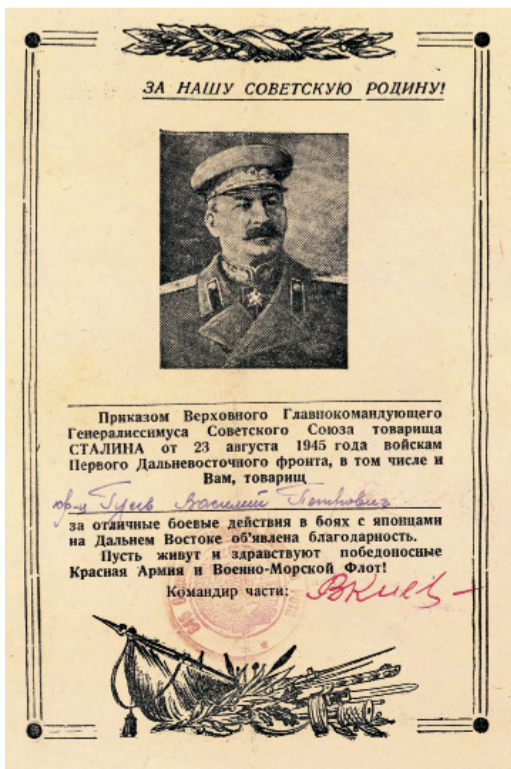 ЗА НАШУ СОВЕТСКУЮ РОДИНУ!
Приказом Верховного Главнокомандующего
Генералиссимуса Советского Союза товарища
СТАЛИНА от 23 августа 1945 года войскам
Первого Дальневосточного фронта, в том числе и
Вам, товарищ
Гусев Василий Петрович
за отличные боевые действия в боях с японцами
на Дальнем Востоке об'явлена благодарность.
Пусть живут и здравствуют победоносные
Красная Армия и Военно-Морской Флот!
Командир части: